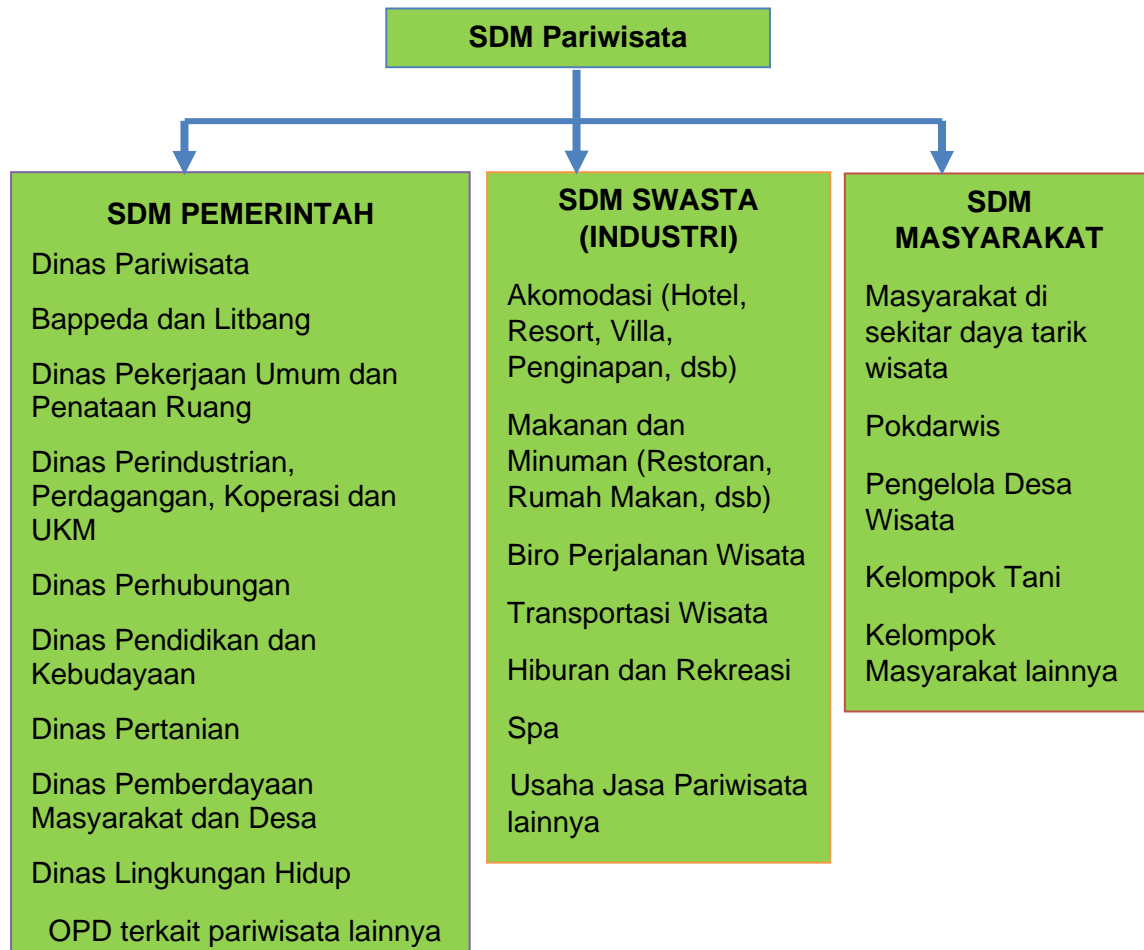 SDM Pariwisata
SDM PEMERINTAH
Dinas Pariwisata
Bappeda dan Litbang
Dinas Pekerjaan Umum dan
Penataan Ruang
Dinas Perindustrian,
Perdagangan, Koperasi dan
UKM
Dinas Perhubungan
Dinas Pendidikan dan
Kebudayaan
Dinas Pertanian
Dinas Pemberdayaan
Masyarakat dan Desa
Dinas Lingkungan Hidup
OPD terkait pariwisata lainnya
SDM SWASTA
(INDUSTRI)
Akomodasi (Hotel,
Resort, Villa,
Penginapan, dsb)
Makanan dan
Minuman (Restoran,
Rumah Makan, dsb)
Biro Perjalanan Wisata
Transportasi Wisata
Hiburan dan Rekreasi
Spa
Usaha Jasa Pariwisata
lainnya
SDM
MASYARAKAT
Masyarakat di
sekitar daya tarik
wisata
Pokdarwis
Pengelola Desa
Wisata
Kelompok Tani
Kelompok
Masyarakat lainnya